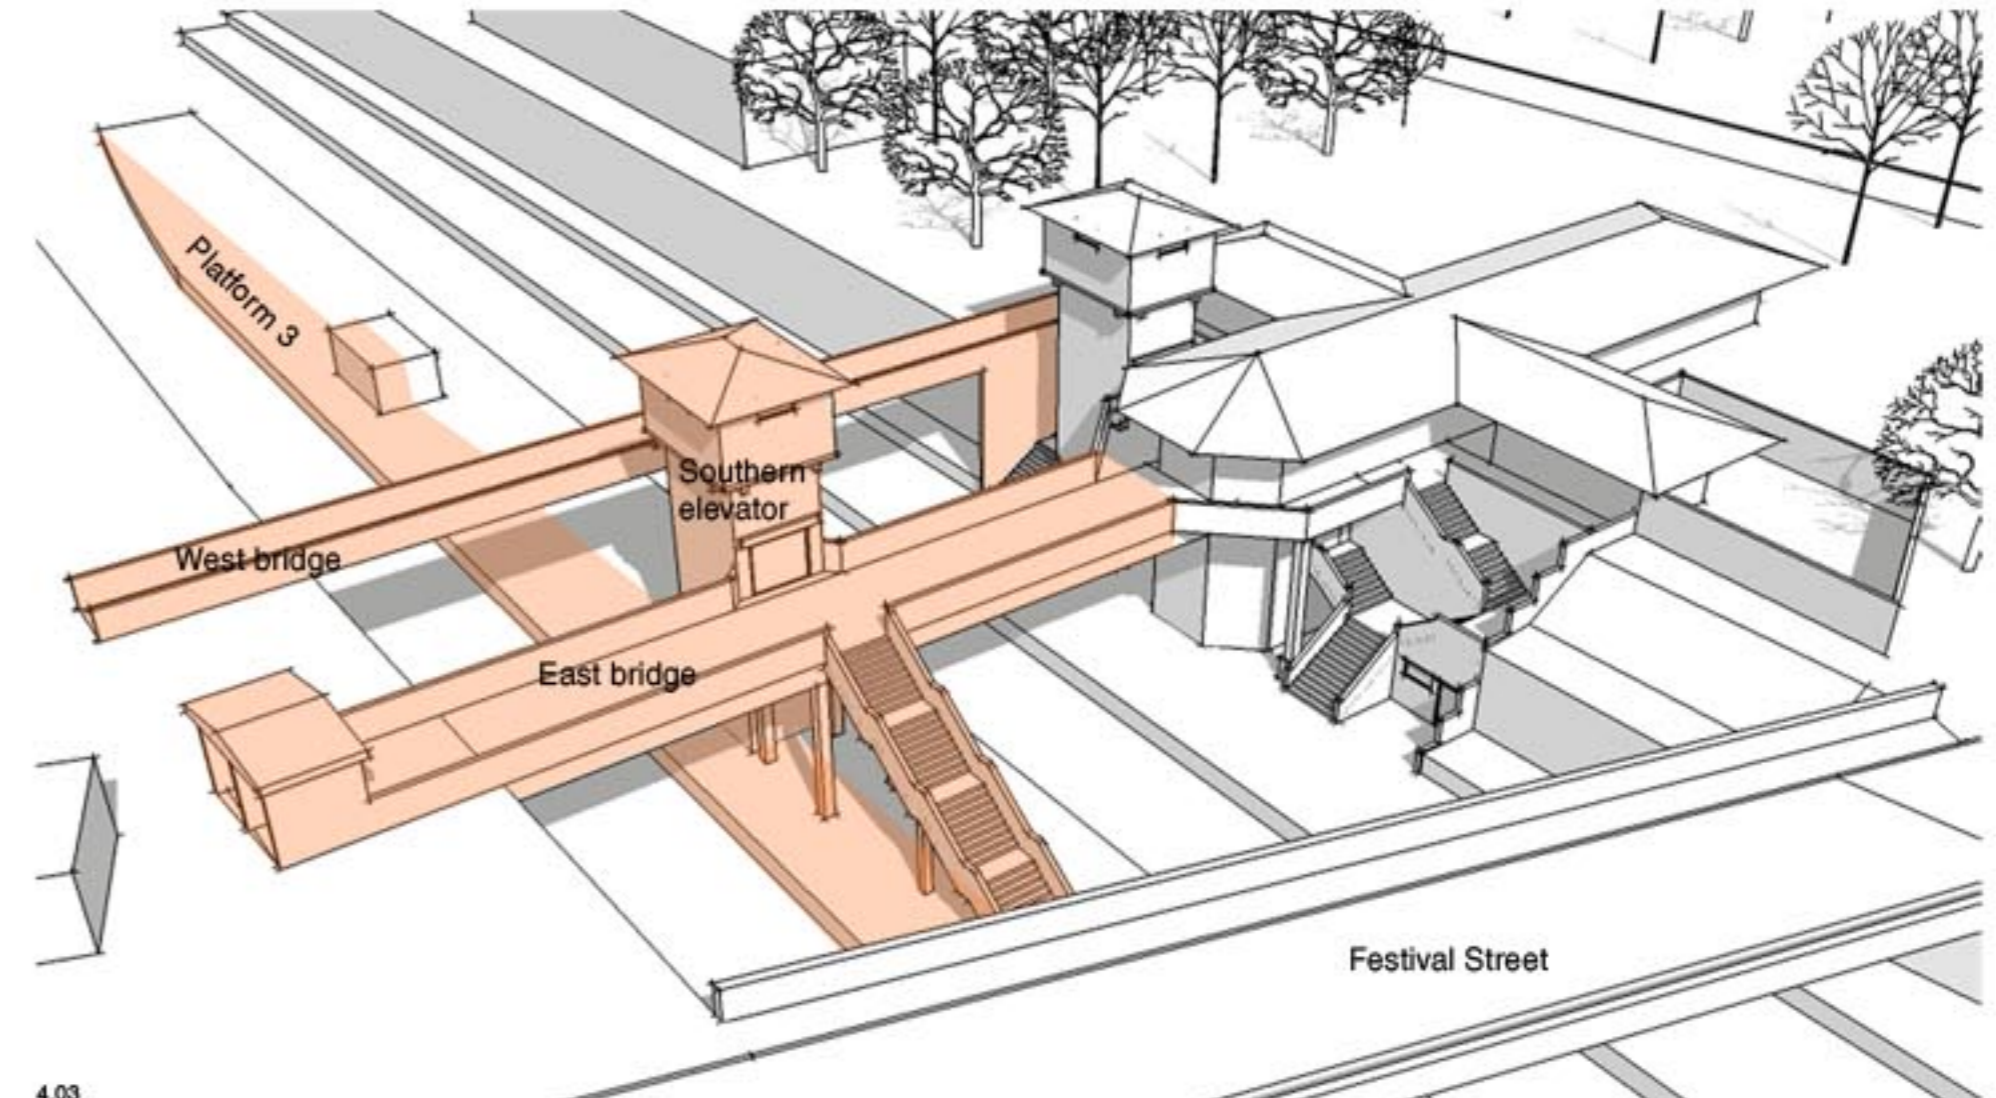 Platform 3
Southern
elevator
West bridge
East bridge
Festival Street
4.03